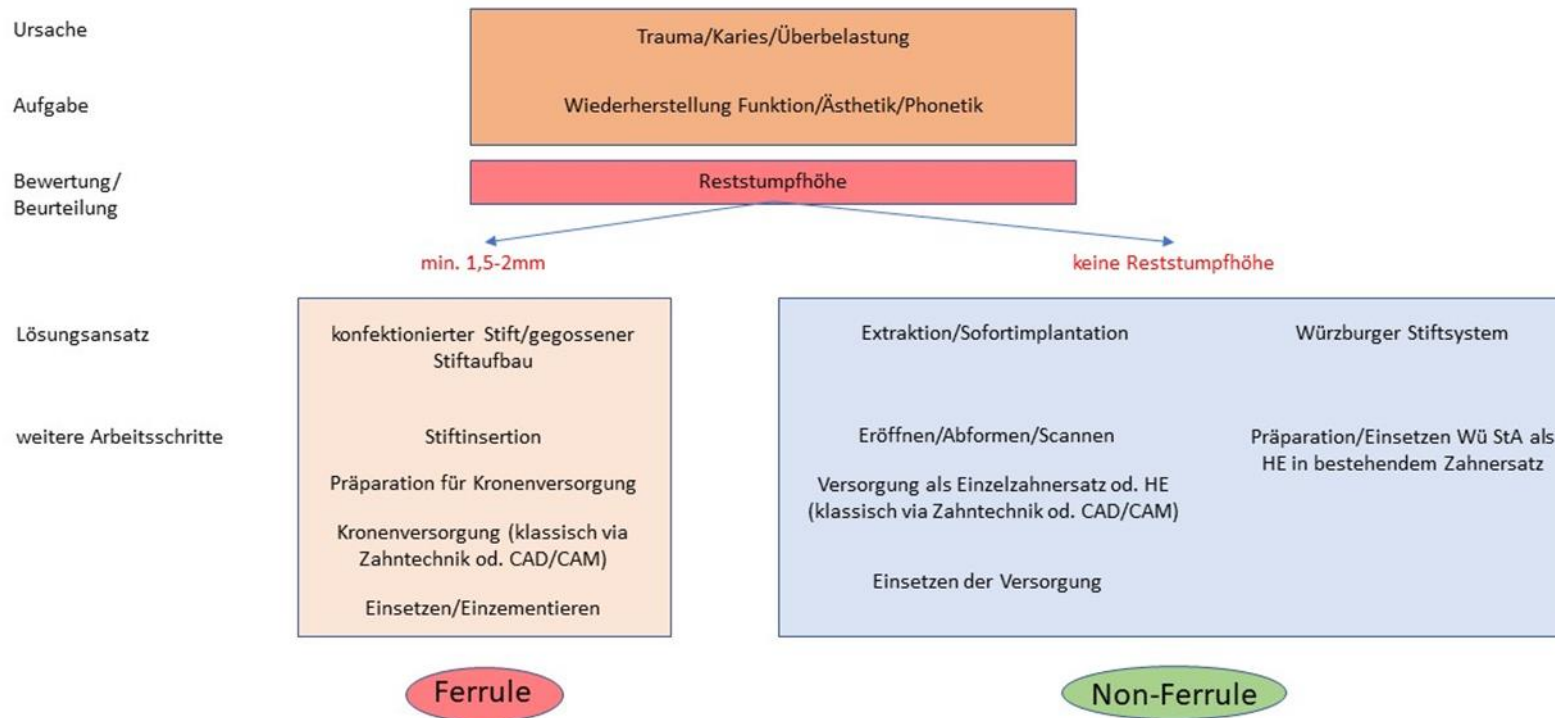 Ursache
Trauma/Karies/Überbelastung
Aufgabe
Wiederherstellung Funktion/Ästhetik/Phonetik
Bewertung/
Beurteilung
Reststumpfhöhe
min. 1,5-2mm
keine Reststumpfhöhe
Lösungsansatz
konfektionierter Stift/gegossener
Stiftaufbau
Extraktion/Sofortimplantation
Würzburger Stiftsystem
weitere Arbeitsschritte
Stiftinsertion
Präparation für Kronenversorgung
Kronenversorgung (klassisch via
Zahntechnik od. CAD/CAM)
Einsetzen/Einzementieren
Eröffnen/Abformen/Scannen
Versorgung als Einzelzahnersatz od. HE
(klassisch via Zahntechnik od. CAD/CAM)
Einsetzen der Versorgung
Präparation/Einsetzen Wü StA als
HE in bestehendem Zahnersatz
Ferrule
Non-Ferrule